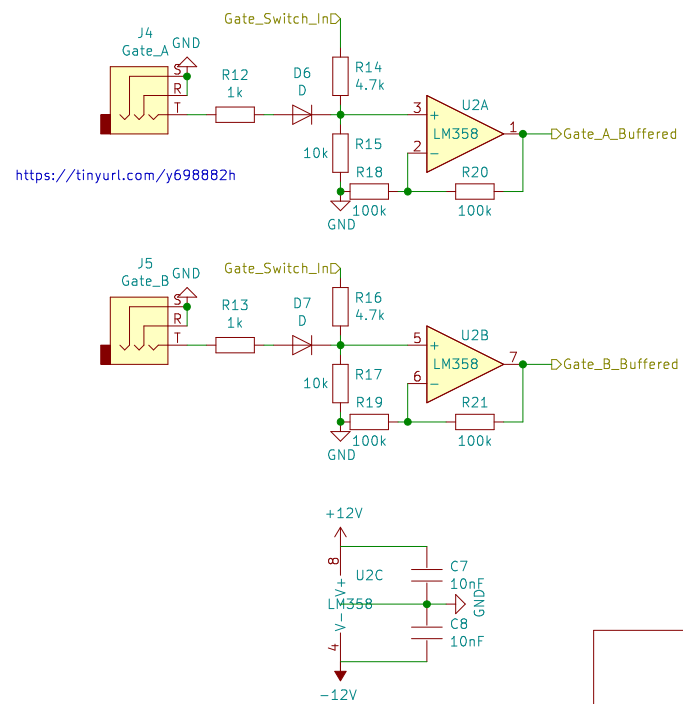 Gate_Switch_In
J4
Gate_A
GND
S
R
T
R12
1k
D6
D
R14
4.7k
U2A
3
+
LM358
1
Gate_A_Buffered
2
-
R15
10k
R18
100k
R20
100k
GND
https://tinyurl.com/y698882h
Gate_Switch_In
J5
Gate_B
GND
S
R
T
R13
1k
D7
D
R16
4.7k
U2B
5
+
LM358
7
Gate_B_Buffered
6
-
R17
10k
R19
100k
R21
100k
GND
+12V
8
V+
U2C
LM358
V-
4
C7
10nF
GND
C8
10nF
-12V